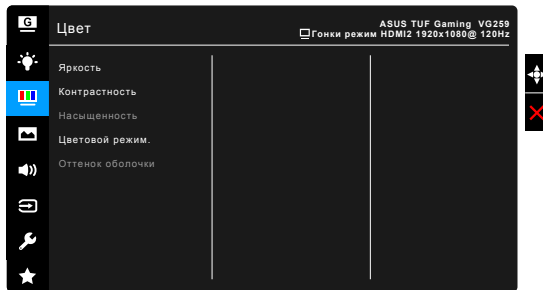 G
Цвет
ASUS TUF Gaming VG259
Гонки режим HDMI2 1920x1080@ 120Hz
Яркость
Контрастность
Насыщенность
Цветовой режим.
Оттенок оболочки